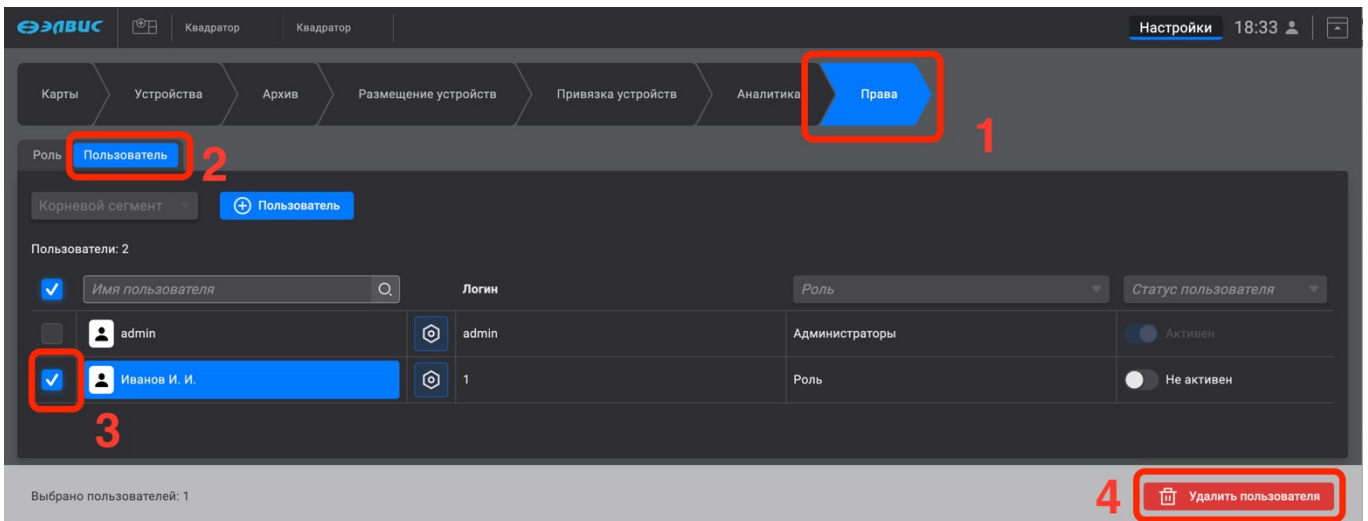 ЭЛВИС Квадратор Квадратор Настройки 18:33
Карты Устройства Архив Размещение устройств Привязка устройств Аналитика Права
1
Роль Пользователь
2
Корневой сегмент Пользователь
Пользователи: 2
Имя пользователя Логин Роль Статус пользователя
admin admin Администраторы Активен
Иванов И. И. 1 Роль Не активен
3
Выбрано пользователей: 1 4 Удалить пользователя